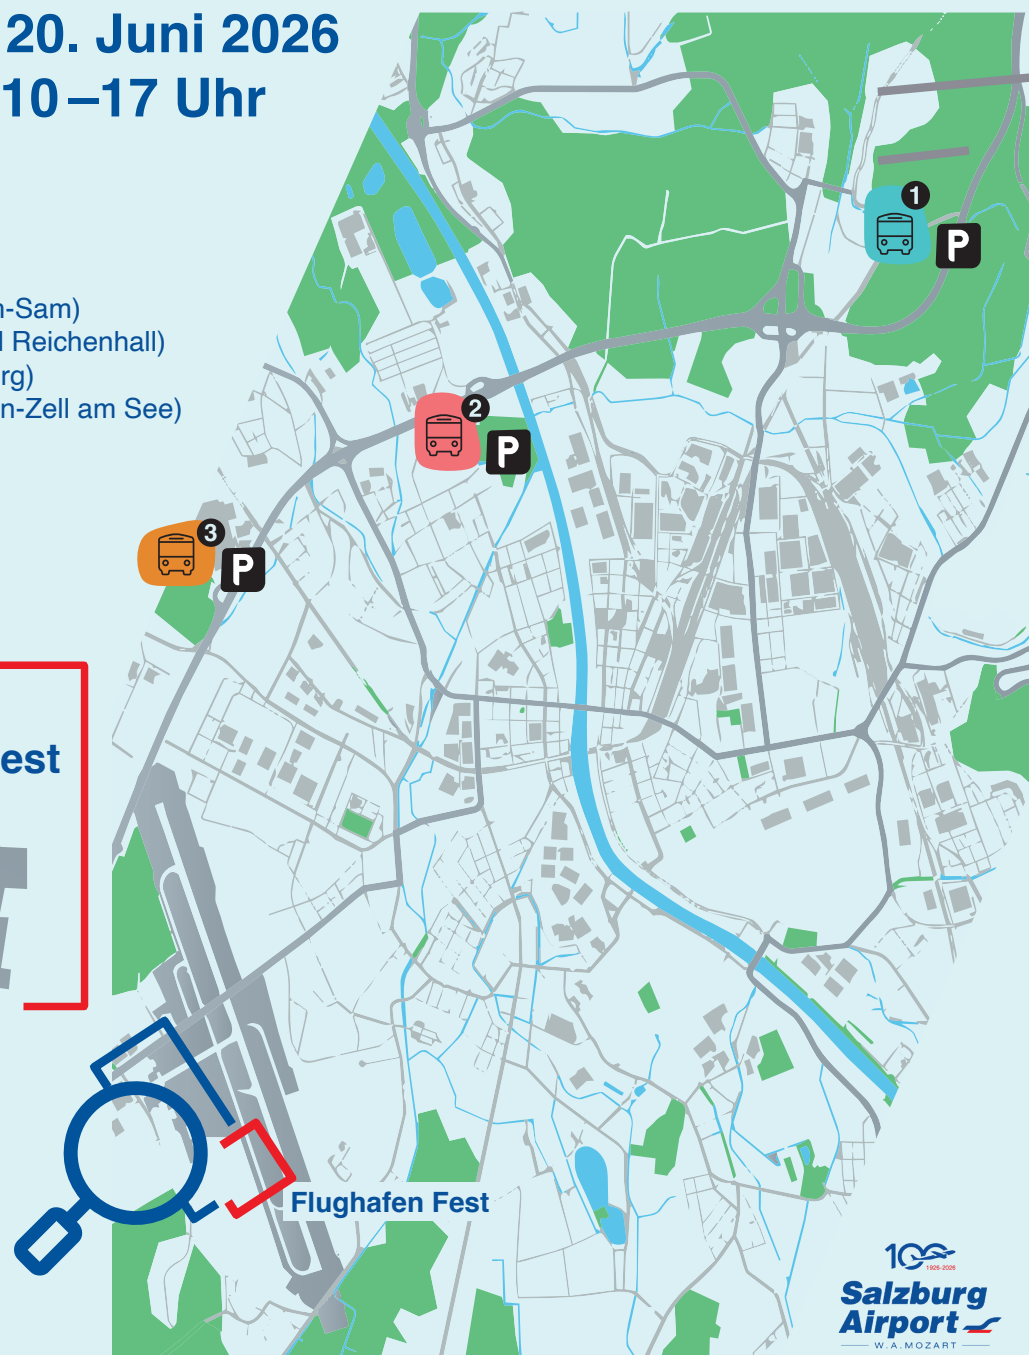 20. Juni 2026
10–17 Uhr
1
P
n-Sam)
l Reichenhall)
rg)
n-Zell am See)
2
P
3
P
est
Flughafen Fest
100
1926-2026
Salzburg
Airport
W.A.MOZART